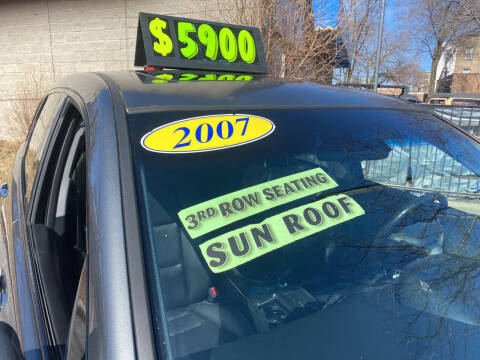 $5900
2007
3RD ROW SEATING
SUN ROOF